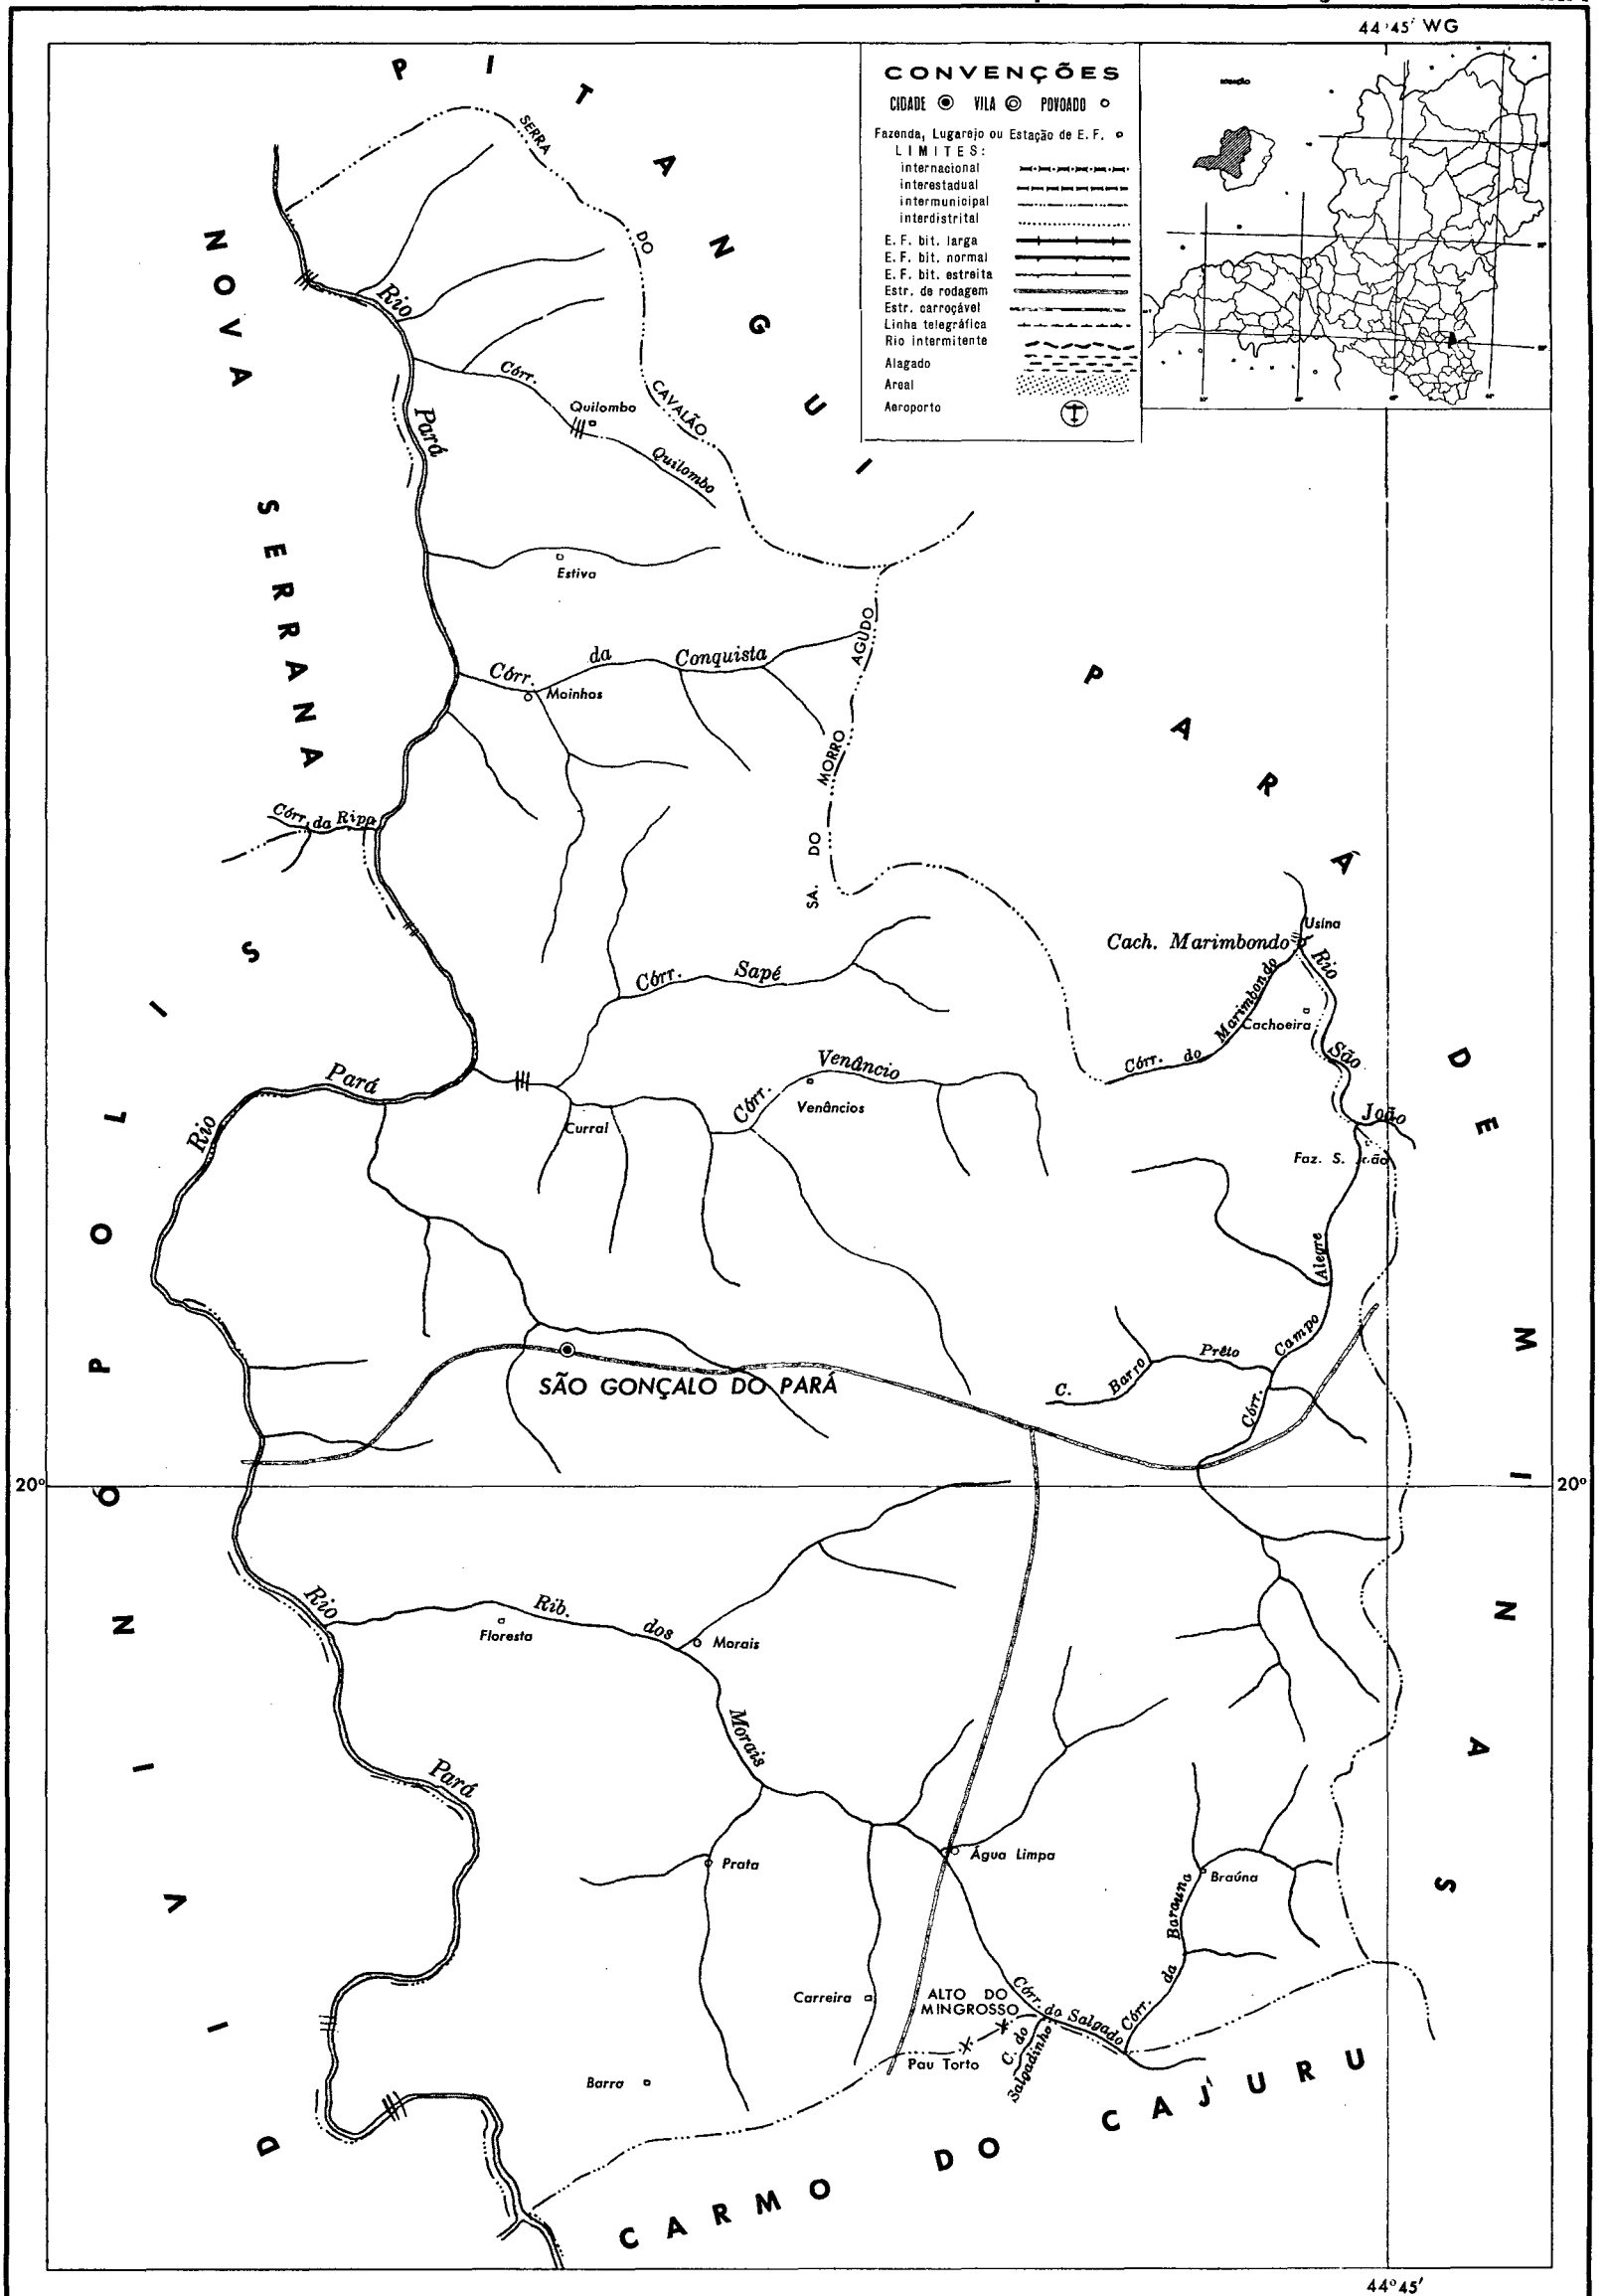 44°45' WG
PITANGUI
CONVENÇÕES
CIDADE VILA POVOADO
Fazenda, Lugarejo ou Estação de E. F.
LIMITES:
internacional
interestadual
intermunicipal
interdistrital
E. F. bit. larga
E. F. bit. normal
E. F. bit. estreita
Estr. de rodagem
Estr. carroçável
Linha telegráfica
Rio intermitente
Alagado
Areal
Aeroporto
SERRA DO CAVALÃO
NOVA SERRANA
Rio Pará
Córr. Quilombo
Quilombo
Estiva
Córr. da Conquista
Moinhos
SA. DO MORRO AGUDO
PARÁ DE MINAS
Córr. da Ripa
Usina
Cach. Marimbondo
Rio São João
Córr. do Marimbondo
Cachoeira
Córr. Sapé
Córr. Venâncio
Venâncios
Curral
Rio Pará
Faz. S.
DIVINÓPOLIS
Córr. Campo Alegre
C. Barro Prêto
SÃO GONÇALO DO PARÁ
20°
20°
Rio Pará
Rib. dos Morais
Floresta
Morais
Prata
Água Limpa
Braúna
Córr. da Barauna
Carreira
ALTO DO
MINGROSSO
Córr. do Salgado
C. do
Salgadinho
Pau Torto
Barra
CARMO DO CAJURU
44°45'